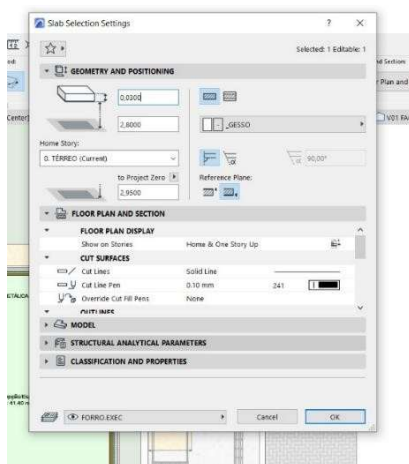 Slab Selection Settings ? ×
Selected: 1 Editable: 1
GEOMETRY AND POSITIONING
0,0300
2,8000
_GESSO
Home Story:
0. TÉRREO (Current)
90,00°
to Project Zero
Reference Plane:
2,9500
FLOOR PLAN AND SECTION
FLOOR PLAN DISPLAY
Show on Stories Home & One Story Up
CUT SURFACES
Cut Lines Solid Line
Cut Line Pen 0.10 mm 241
Override Cut Fill Pens None
OUTLINES
MODEL
STRUCTURAL ANALYTICAL PARAMETERS
CLASSIFICATION AND PROPERTIES
FORRO.EXEC
Cancel
OK
nd Section:
r Plan and
Center)
ETÁLICA